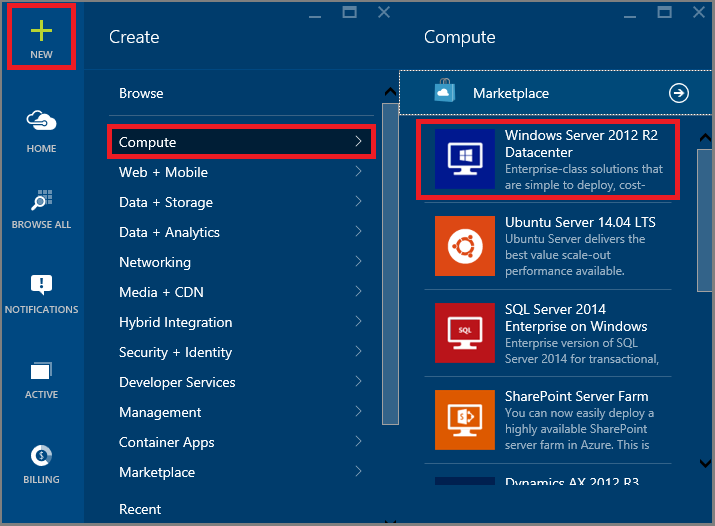 NEW
HOME
BROWSE ALL
NOTIFICATIONS
ACTIVE
BILLING
Create
Browse
Compute
Web + Mobile
Data + Storage
Data + Analytics
Networking
Media + CDN
Hybrid Integration
Security + Identity
Developer Services
Management
Container Apps
Marketplace
Recent
Compute
Marketplace
Windows Server 2012 R2
Datacenter
Enterprise-class solutions that
are simple to deploy, cost-
Ubuntu Server 14.04 LTS
Ubuntu Server delivers the
best value scale-out
performance available.
SQL
SQL Server 2014
Enterprise on Windows
Enterprise version of SQL
Server 2014 for transactional,
SharePoint Server Farm
You can now easily deploy a
highly available SharePoint
server farm in Azure. This is
Dynamics AX 2012 R3